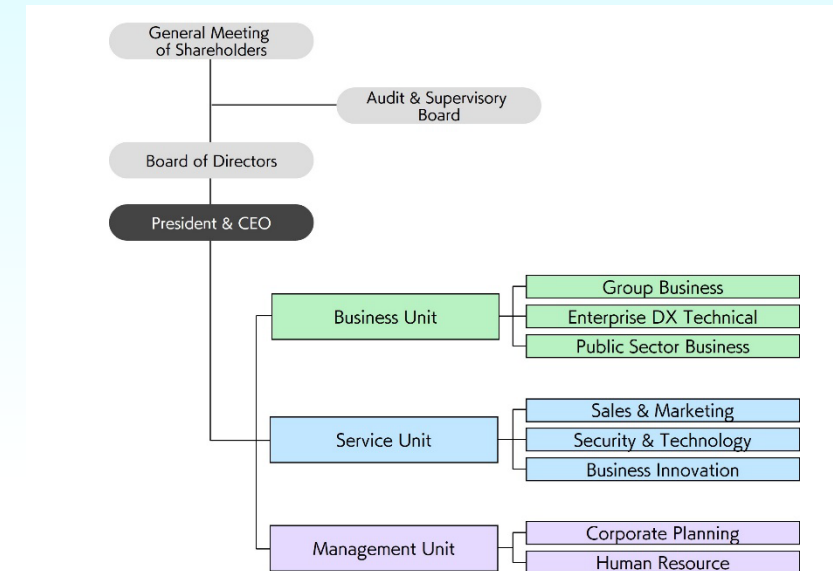 General Meeting
of Shareholders
Audit & Supervisory
Board
Board of Directors
President & CEO
Business Unit
Group Business
Enterprise DX Technical
Public Sector Business
Service Unit
Sales & Marketing
Security & Technology
Business Innovation
Management Unit
Corporate Planning
Human Resource